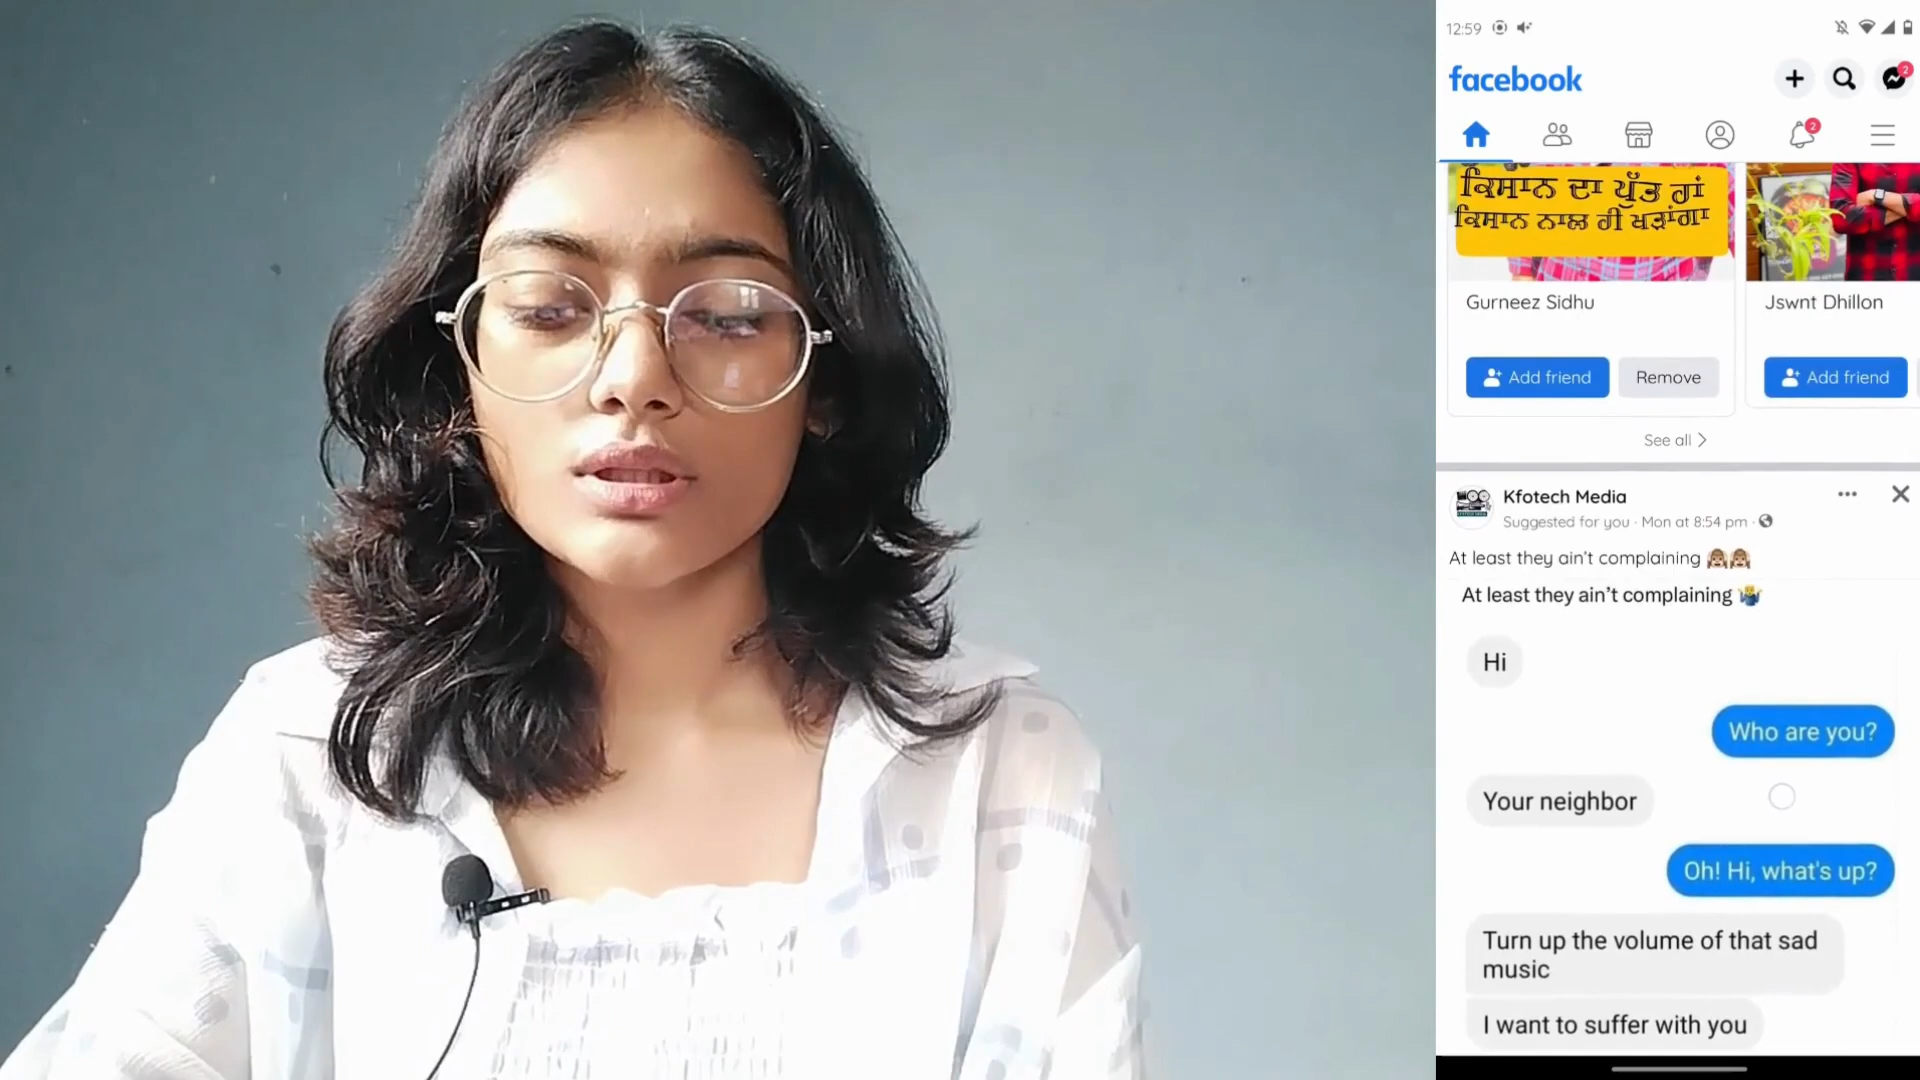 12:59
facebook
2
2
ਕਿਸਾਨ ਦਾ ਪੁੱਤ ਹਾਂ
ਕਿਸਾਨ ਨਾਲ ਹੀ ਖੜਾਂਗਾ
Gurneez Sidhu
Jswnt Dhillon
Add friend
Remove
Add friend
See all
Kfotech Media
Suggested for you · Mon at 8:54 pm ·
At least they ain't complaining 🙈🙈
At least they ain't complaining 🤷‍♂️
Hi
Who are you?
Your neighbor
Oh! Hi, what's up?
Turn up the volume of that sad
music
I want to suffer with you